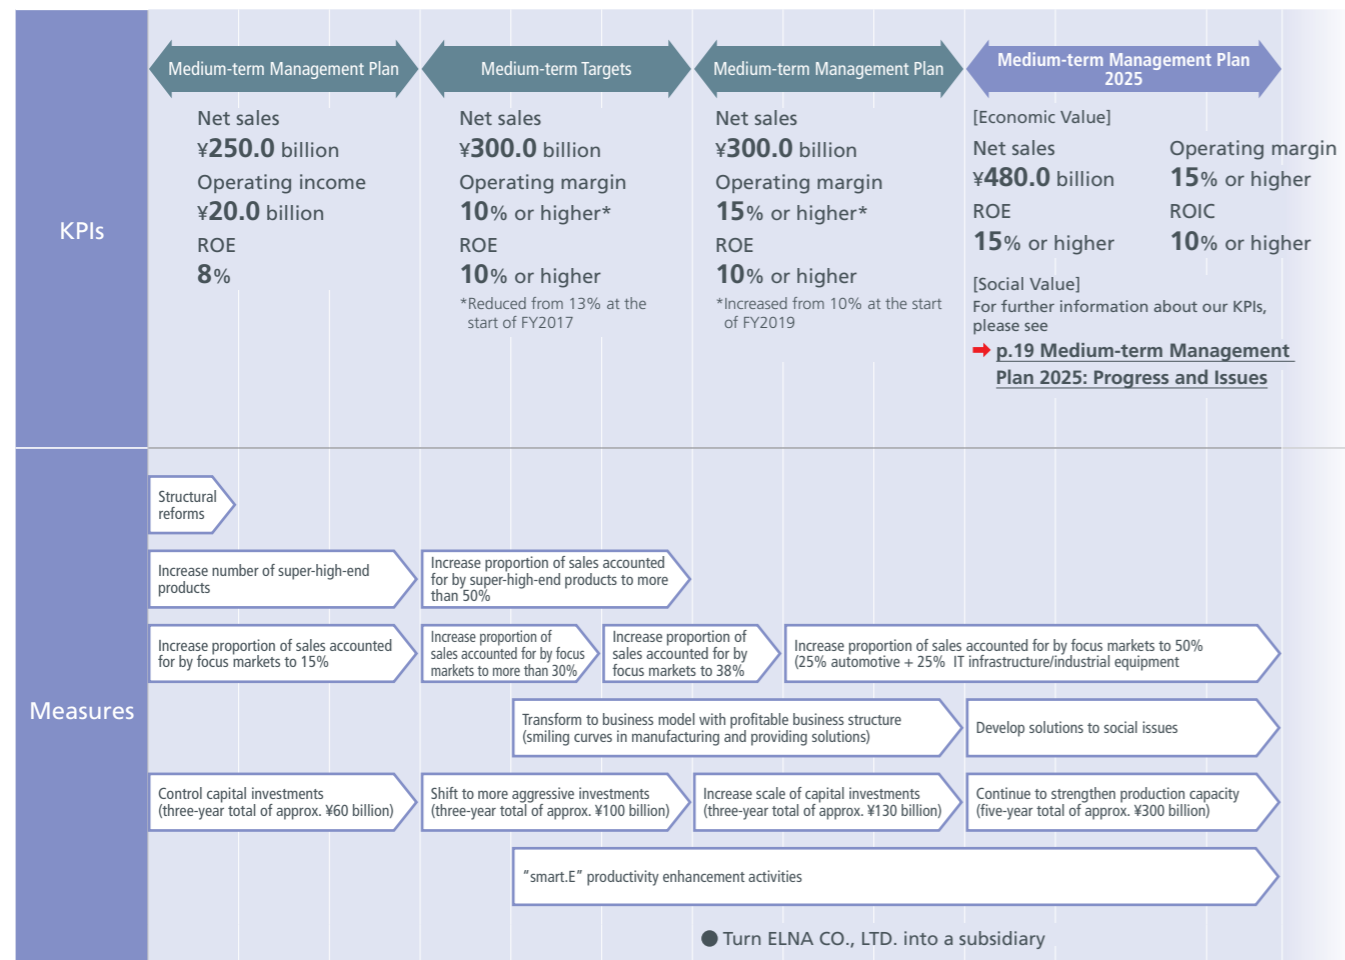 KPIs
Medium-term Management Plan
Net sales
¥250.0 billion
Operating income
¥20.0 billion
ROE
8%
Medium-term Targets
Net sales
¥300.0 billion
Operating margin
10% or higher*
ROE
10% or higher
*Reduced from 13% at the
start of FY2017
Medium-term Management Plan
Net sales
¥300.0 billion
Operating margin
15% or higher*
ROE
10% or higher
*Increased from 10% at the start
of FY2019
Medium-term Management Plan
2025
[Economic Value]
Net sales
¥480.0 billion
Operating margin
15% or higher
ROE
15% or higher
ROIC
10% or higher
[Social Value]
For further information about our KPIs,
please see
p.19 Medium-term Management
Plan 2025: Progress and Issues
Measures
Structural
reforms
Increase number of super-high-end
products
Increase proportion of sales accounted
for by super-high-end products to more
than 50%
Increase proportion of sales accounted
for by focus markets to 15%
Increase proportion of
sales accounted for by focus
markets to more than 30%
Increase proportion of
sales accounted for by
focus markets to 38%
Increase proportion of sales accounted for by focus markets to 50%
(25% automotive + 25% IT infrastructure/industrial equipment
Transform to business model with profitable business structure
(smiling curves in manufacturing and providing solutions)
Develop solutions to social issues
Control capital investments
(three-year total of approx. ¥60 billion)
Shift to more aggressive investments
(three-year total of approx. ¥100 billion)
Increase scale of capital investments
(three-year total of approx. ¥130 billion)
Continue to strengthen production capacity
(five-year total of approx. ¥300 billion)
"smart.E" productivity enhancement activities
● Turn ELNA CO., LTD. into a subsidiary